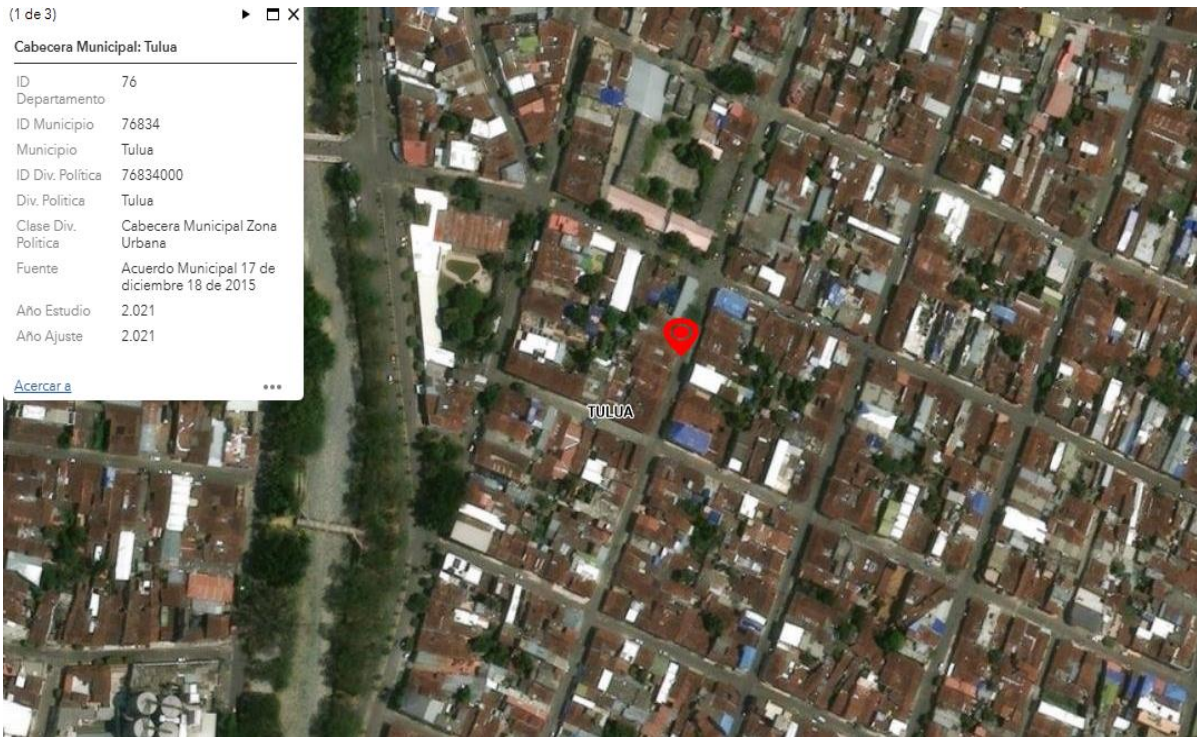 (1 de 3)
Cabecera Municipal: Tulua
ID Departamento 76
ID Municipio 76834
Municipio Tulua
ID Div. Política 76834000
Div. Politica Tulua
Clase Div. Política Cabecera Municipal Zona Urbana
Fuente Acuerdo Municipal 17 de diciembre 18 de 2015
Año Estudio 2.021
Año Ajuste 2.021
Acercar a
TULUA